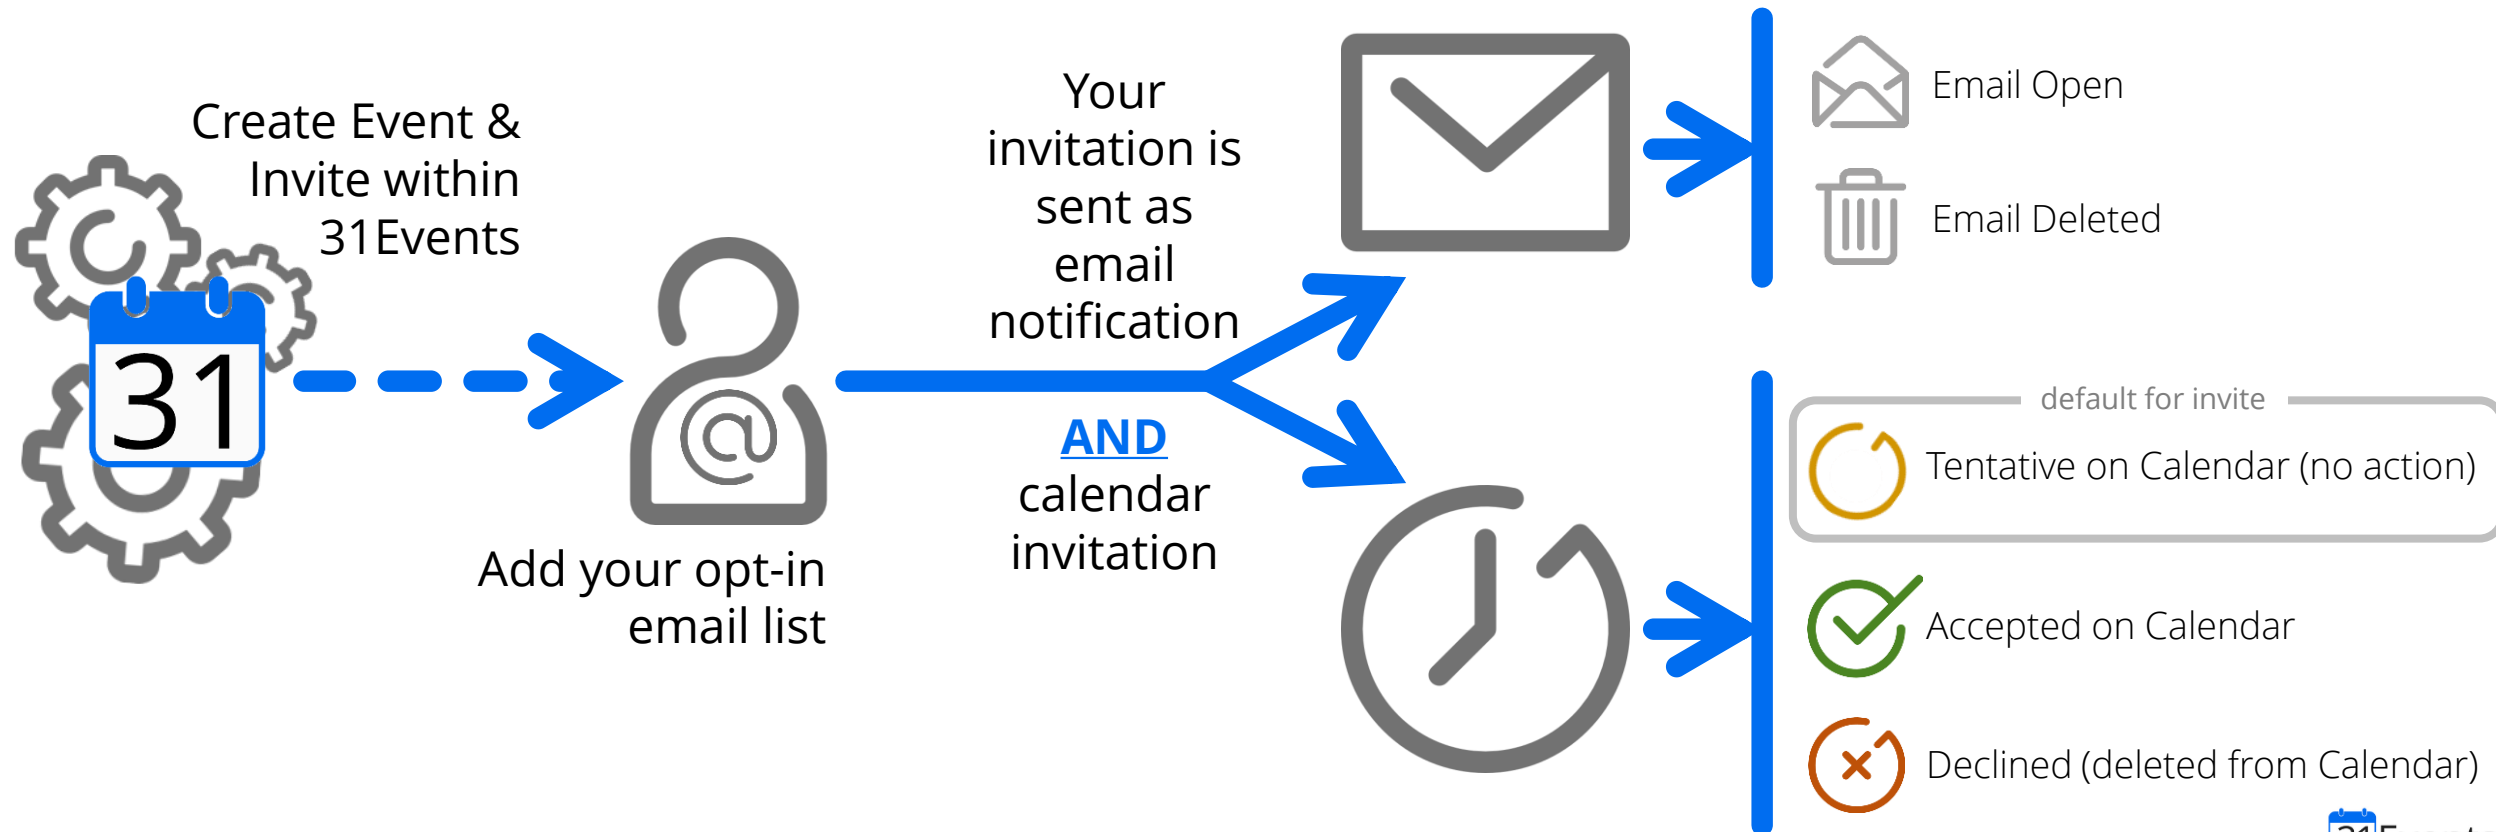 Create Event &
Invite within
31Events
31
Add your opt-in
email list
Your
invitation is
sent as
email
notification
AND
calendar
invitation
Email Open
Email Deleted
default for invite
Tentative on Calendar (no action)
Accepted on Calendar
Declined (deleted from Calendar)